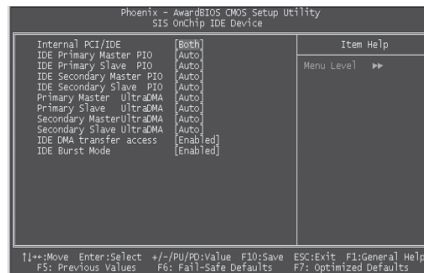 Phoenix - AwardBIOS CMOS Setup Utility
SIS OnChip IDE Device
Internal PCI/IDE [Both]
IDE Primary Master PIO [Auto]
IDE Primary Slave PIO [Auto]
IDE Secondary Master PIO [Auto]
IDE Secondary Slave PIO [Auto]
Primary Master UltraDMA [Auto]
Primary Slave UltraDMA [Auto]
Secondary MasterUltraDMA [Auto]
Secondary Slave UltraDMA [Auto]
IDE DMA transfer access [Enabled]
IDE Burst Mode [Enabled]
Item Help
Menu Level ►►
↑↓↔:Move Enter:Select +/-/PU/PD:Value F10:Save ESC:Exit F1:General Help
F5: Previous Values F6: Fail-Safe Defaults F7: Optimized Defaults